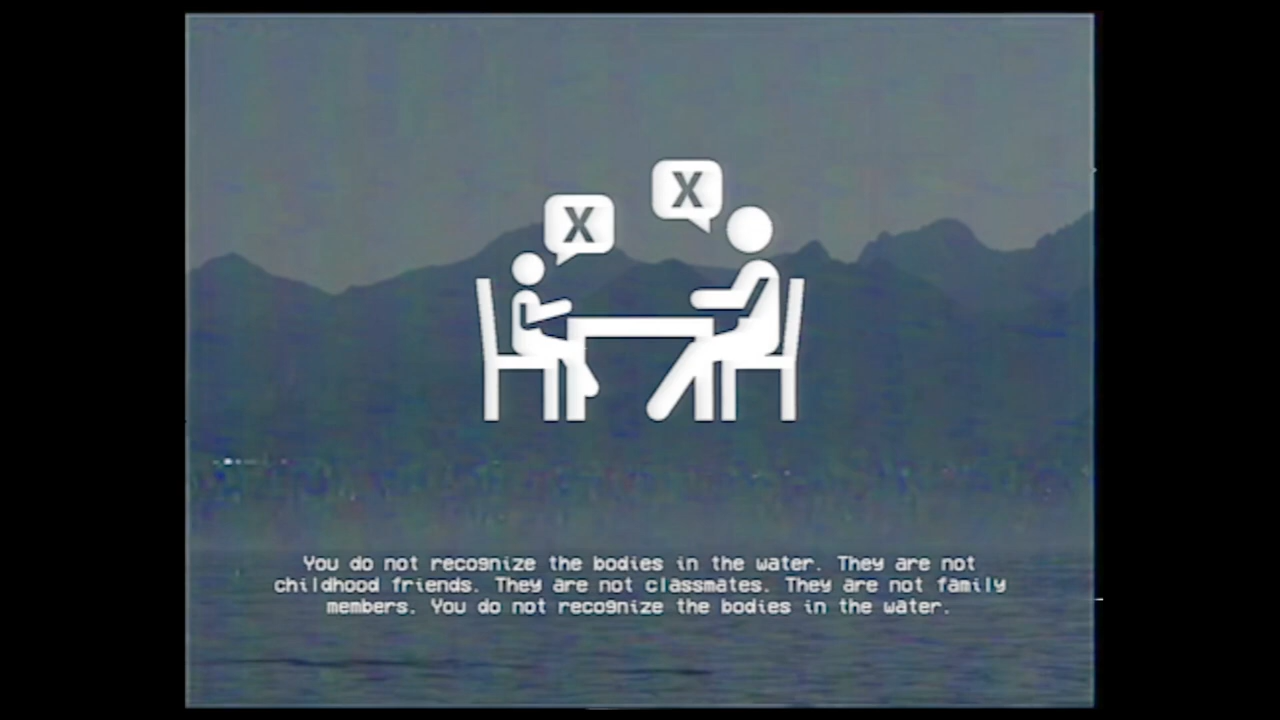 X
X
You do not recognize the bodies in the water. They are not
childhood friends. They are not classmates. They are not family
members. You do not recognize the bodies in the water.